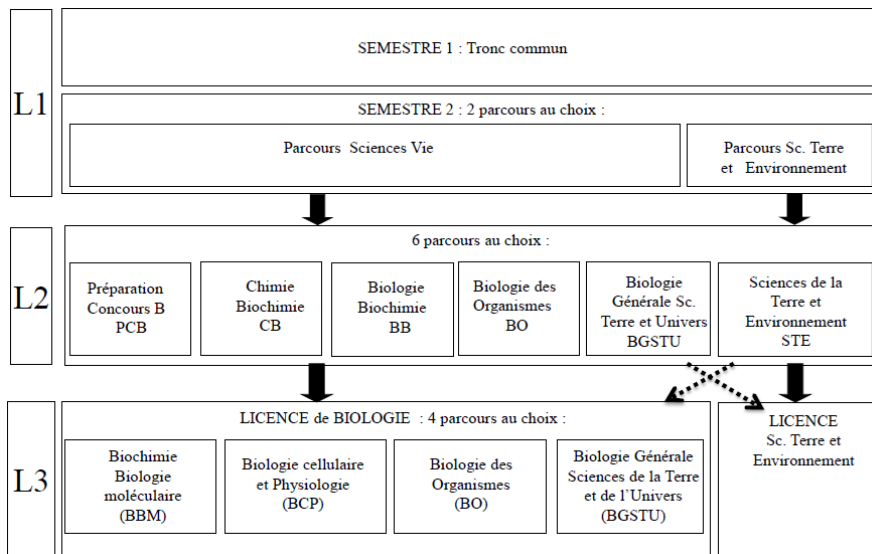 L1
SEMESTRE 1 : Tronc commun
SEMESTRE 2 : 2 parcours au choix :
Parcours Sciences Vie
Parcours Sc. Terre
et Environnement
L2
6 parcours au choix :
Préparation
Concours B
PCB
Chimie
Biochimie
CB
Biologie
Biochimie
BB
Biologie des
Organismes
BO
Biologie
Générale Sc.
Terre et Univers
BGSTU
Sciences de la
Terre et
Environnement
STE
L3
LICENCE de BIOLOGIE : 4 parcours au choix :
Biochimie
Biologie
moléculaire
(BBM)
Biologie cellulaire
et Physiologie
(BCP)
Biologie des
Organismes
(BO)
Biologie Générale
Sciences de la Terre
et de l'Univers
(BGSTU)
LICENCE
Sc. Terre et
Environnement